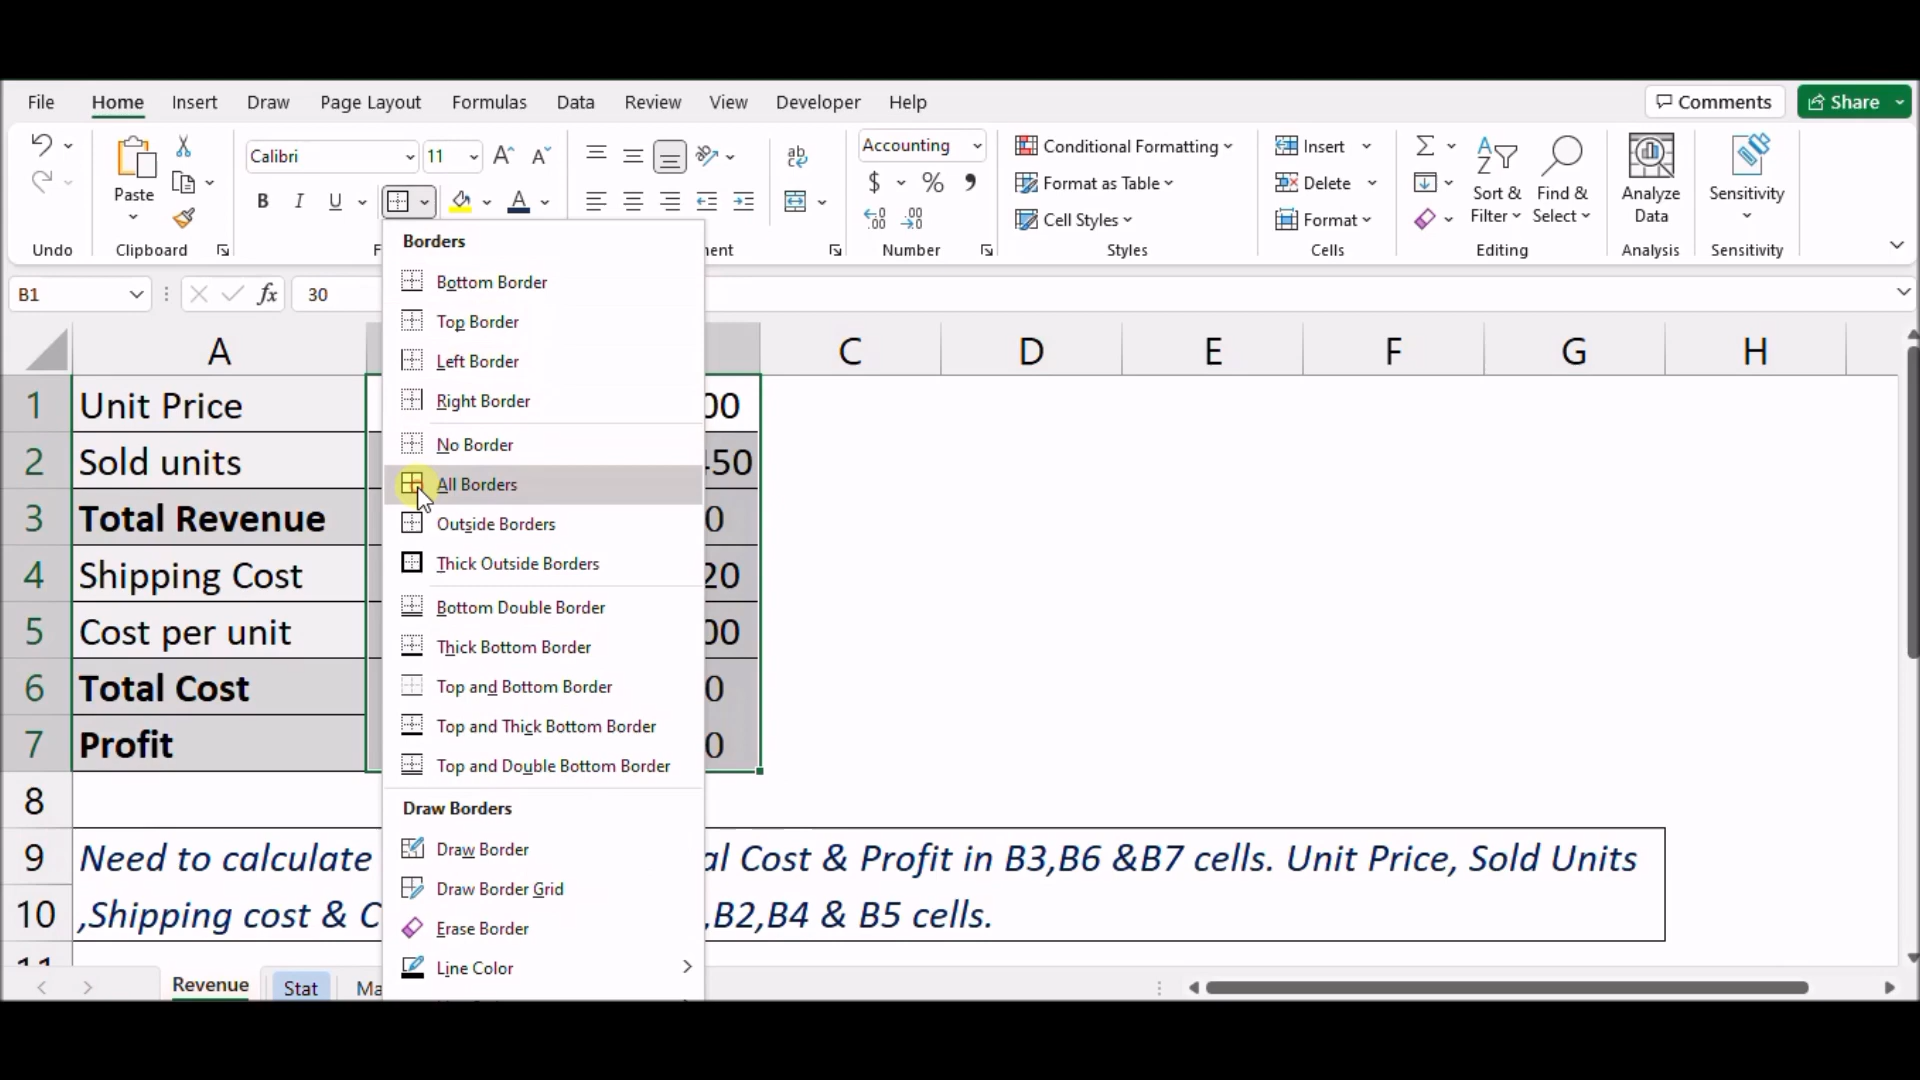 File Home Insert Draw Page Layout Formulas Data Review View Developer Help Comments Share
Calibri 11 Accounting Conditional Formatting Insert
Paste $ % Format as Table Delete Sort & Filter Find & Select Analyze Data Sensitivity
B I U A Cell Styles Format
Undo Clipboard Number Styles Cells Editing Analysis Sensitivity
B1 fx 30
Borders
Bottom Border
Top Border
Left Border
Right Border
No Border
All Borders
Outside Borders
Thick Outside Borders
Bottom Double Border
Thick Bottom Border
Top and Bottom Border
Top and Thick Bottom Border
Top and Double Bottom Border
Draw Borders
Draw Border
Draw Border Grid
Erase Border
Line Color
A C D E F G H
1 Unit Price 00
2 Sold units 450
3 Total Revenue 0
4 Shipping Cost 20
5 Cost per unit 00
6 Total Cost 0
7 Profit 0
8
9 Need to calculate al Cost & Profit in B3,B6 &B7 cells. Unit Price, Sold Units
10 ,Shipping cost & C ,B2,B4 & B5 cells.
11
Revenue Stat Ma